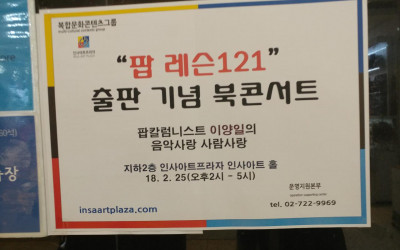 복합문화콘텐츠그룹
“팝 레슨121”
출판 기념 북콘서트
팝칼럼니스트 이양일의
음악사랑 사람사랑
지하2층 인사아트프라자 인사아트 홀
18. 2. 25(오후2시 - 5시)
운영지원본부
insaartplaza.com
tel. 02-722-9969